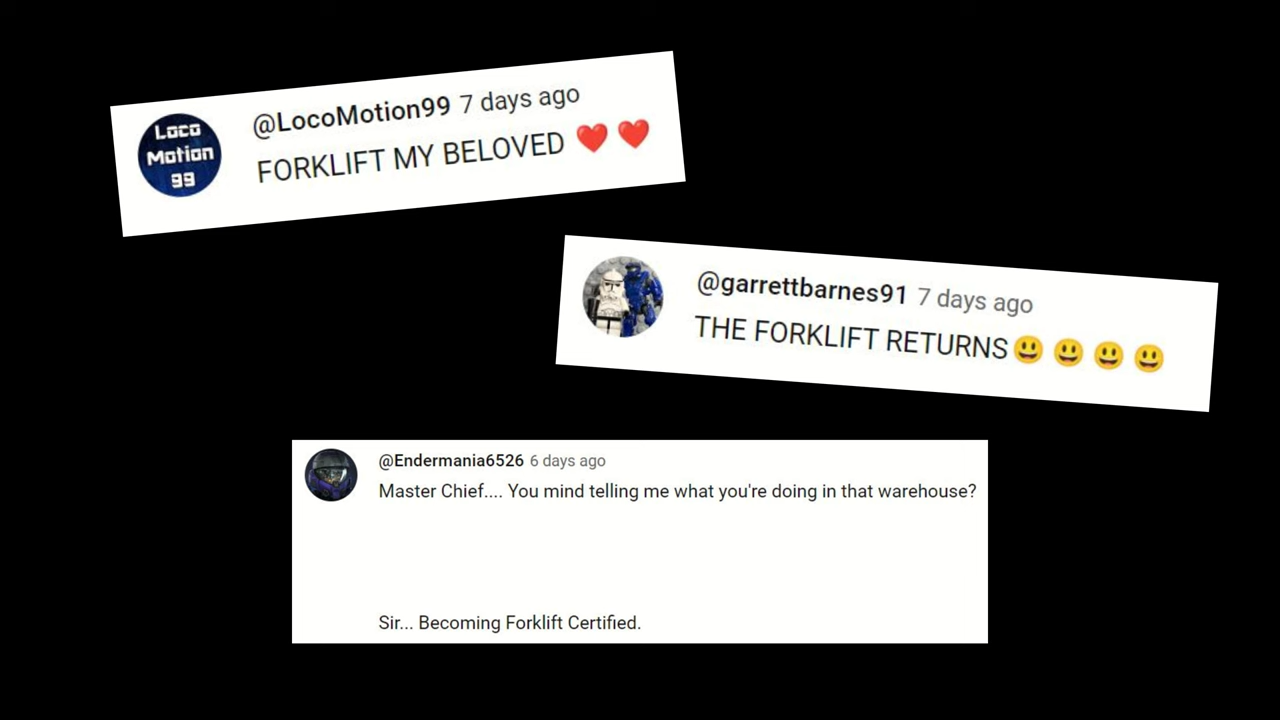 Loco
Motion
99
@LocoMotion99 7 days ago
FORKLIFT MY BELOVED ❤️ ❤️
@garrettbarnes91 7 days ago
THE FORKLIFT RETURNS😃 😃 😃 😃
@Endermania6526 6 days ago
Master Chief.... You mind telling me what you're doing in that warehouse?
Sir... Becoming Forklift Certified.